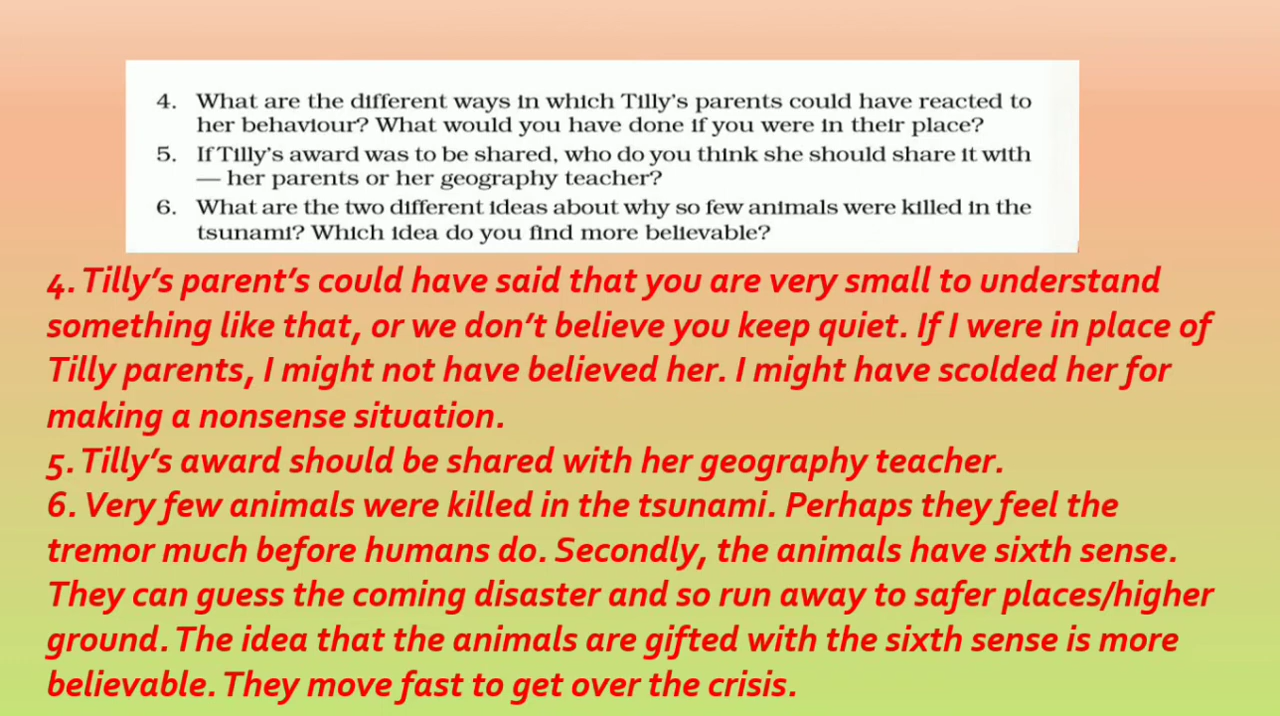 4. What are the different ways in which Tilly's parents could have reacted to
her behaviour? What would you have done if you were in their place?
5. If Tilly's award was to be shared, who do you think she should share it with
— her parents or her geography teacher?
6. What are the two different ideas about why so few animals were killed in the
tsunami? Which idea do you find more believable?
4. Tilly's parent's could have said that you are very small to understand
something like that, or we don't believe you keep quiet. If I were in place of
Tilly parents, I might not have believed her. I might have scolded her for
making a nonsense situation.
5. Tilly's award should be shared with her geography teacher.
6. Very few animals were killed in the tsunami. Perhaps they feel the
tremor much before humans do. Secondly, the animals have sixth sense.
They can guess the coming disaster and so run away to safer places/higher
ground. The idea that the animals are gifted with the sixth sense is more
believable. They move fast to get over the crisis.